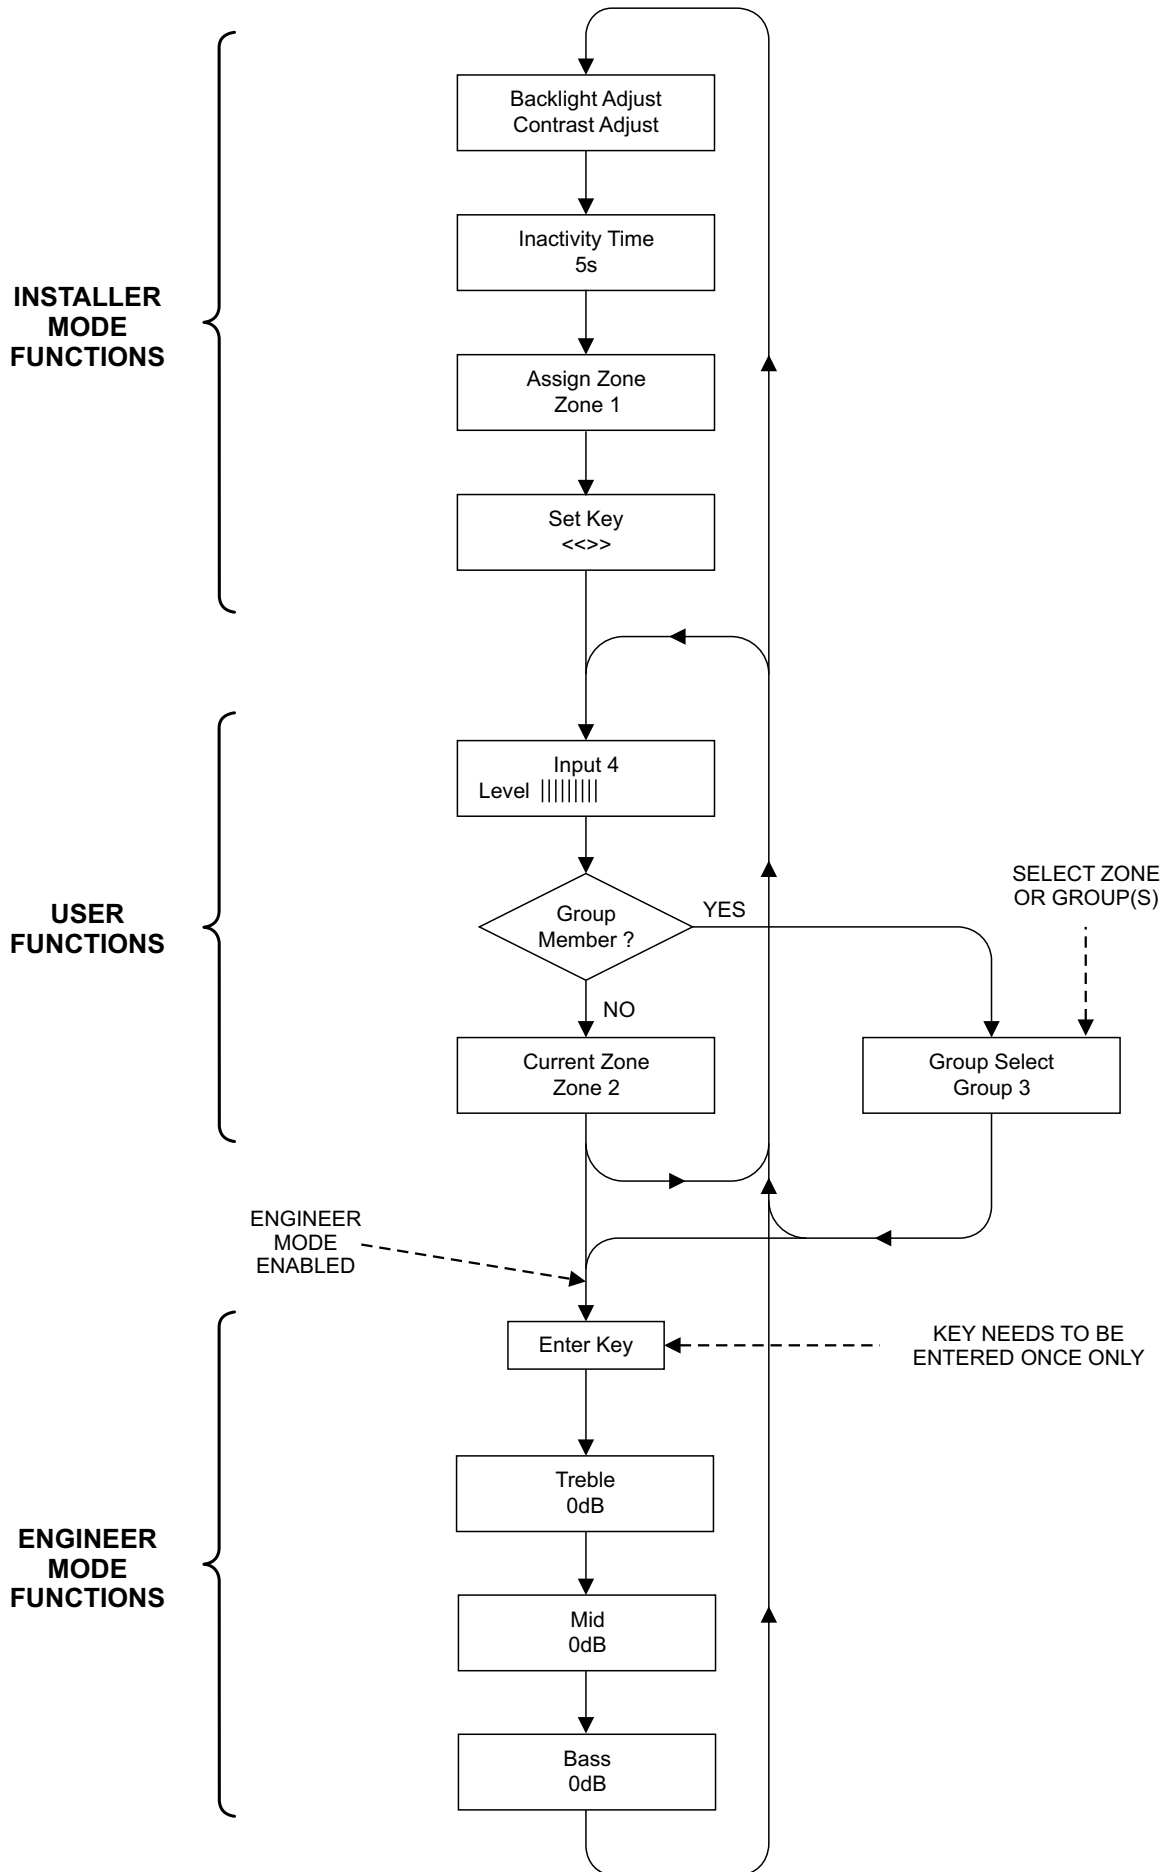 Backlight Adjust
Contrast Adjust
Inactivity Time
5s
INSTALLER
MODE
FUNCTIONS
Assign Zone
Zone 1
Set Key
<<>>
Input 4
Level |||||||||
USER
FUNCTIONS
Group
Member ?
YES
NO
SELECT ZONE
OR GROUP(S)
Current Zone
Zone 2
Group Select
Group 3
ENGINEER
MODE
ENABLED
Enter Key
KEY NEEDS TO BE
ENTERED ONCE ONLY
Treble
0dB
ENGINEER
MODE
FUNCTIONS
Mid
0dB
Bass
0dB